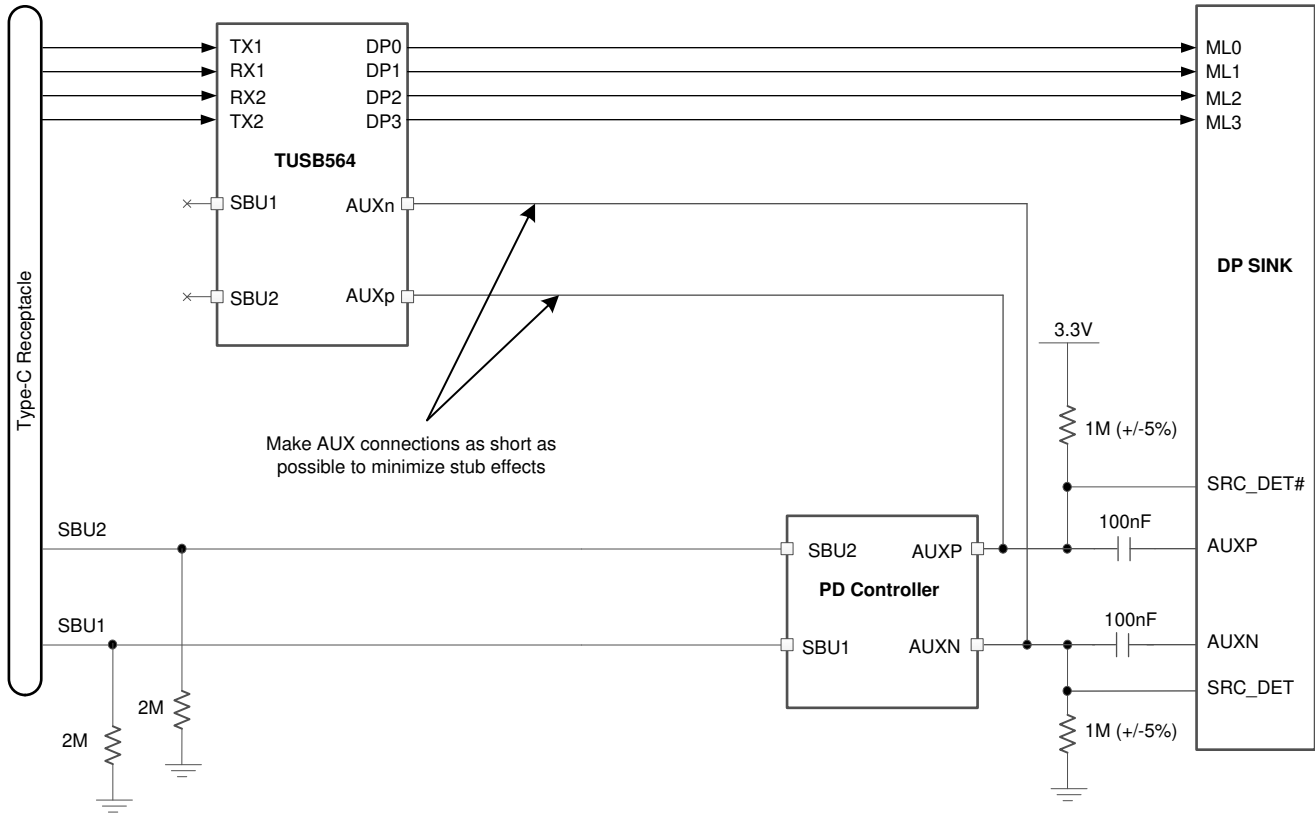 Type-C Receptacle
TX1
RX1
RX2
TX2
DP0
DP1
DP2
DP3
TUSB564
SBU1
SBU2
AUXn
AUXp
ML0
ML1
ML2
ML3
DP SINK
Make AUX connections as short as
possible to minimize stub effects
3.3V
1M (+/-5%)
SRC_DET#
100nF
AUXP
SBU2
SBU2
AUXP
PD Controller
SBU1
SBU1
AUXN
100nF
AUXN
SRC_DET
1M (+/-5%)
2M
2M